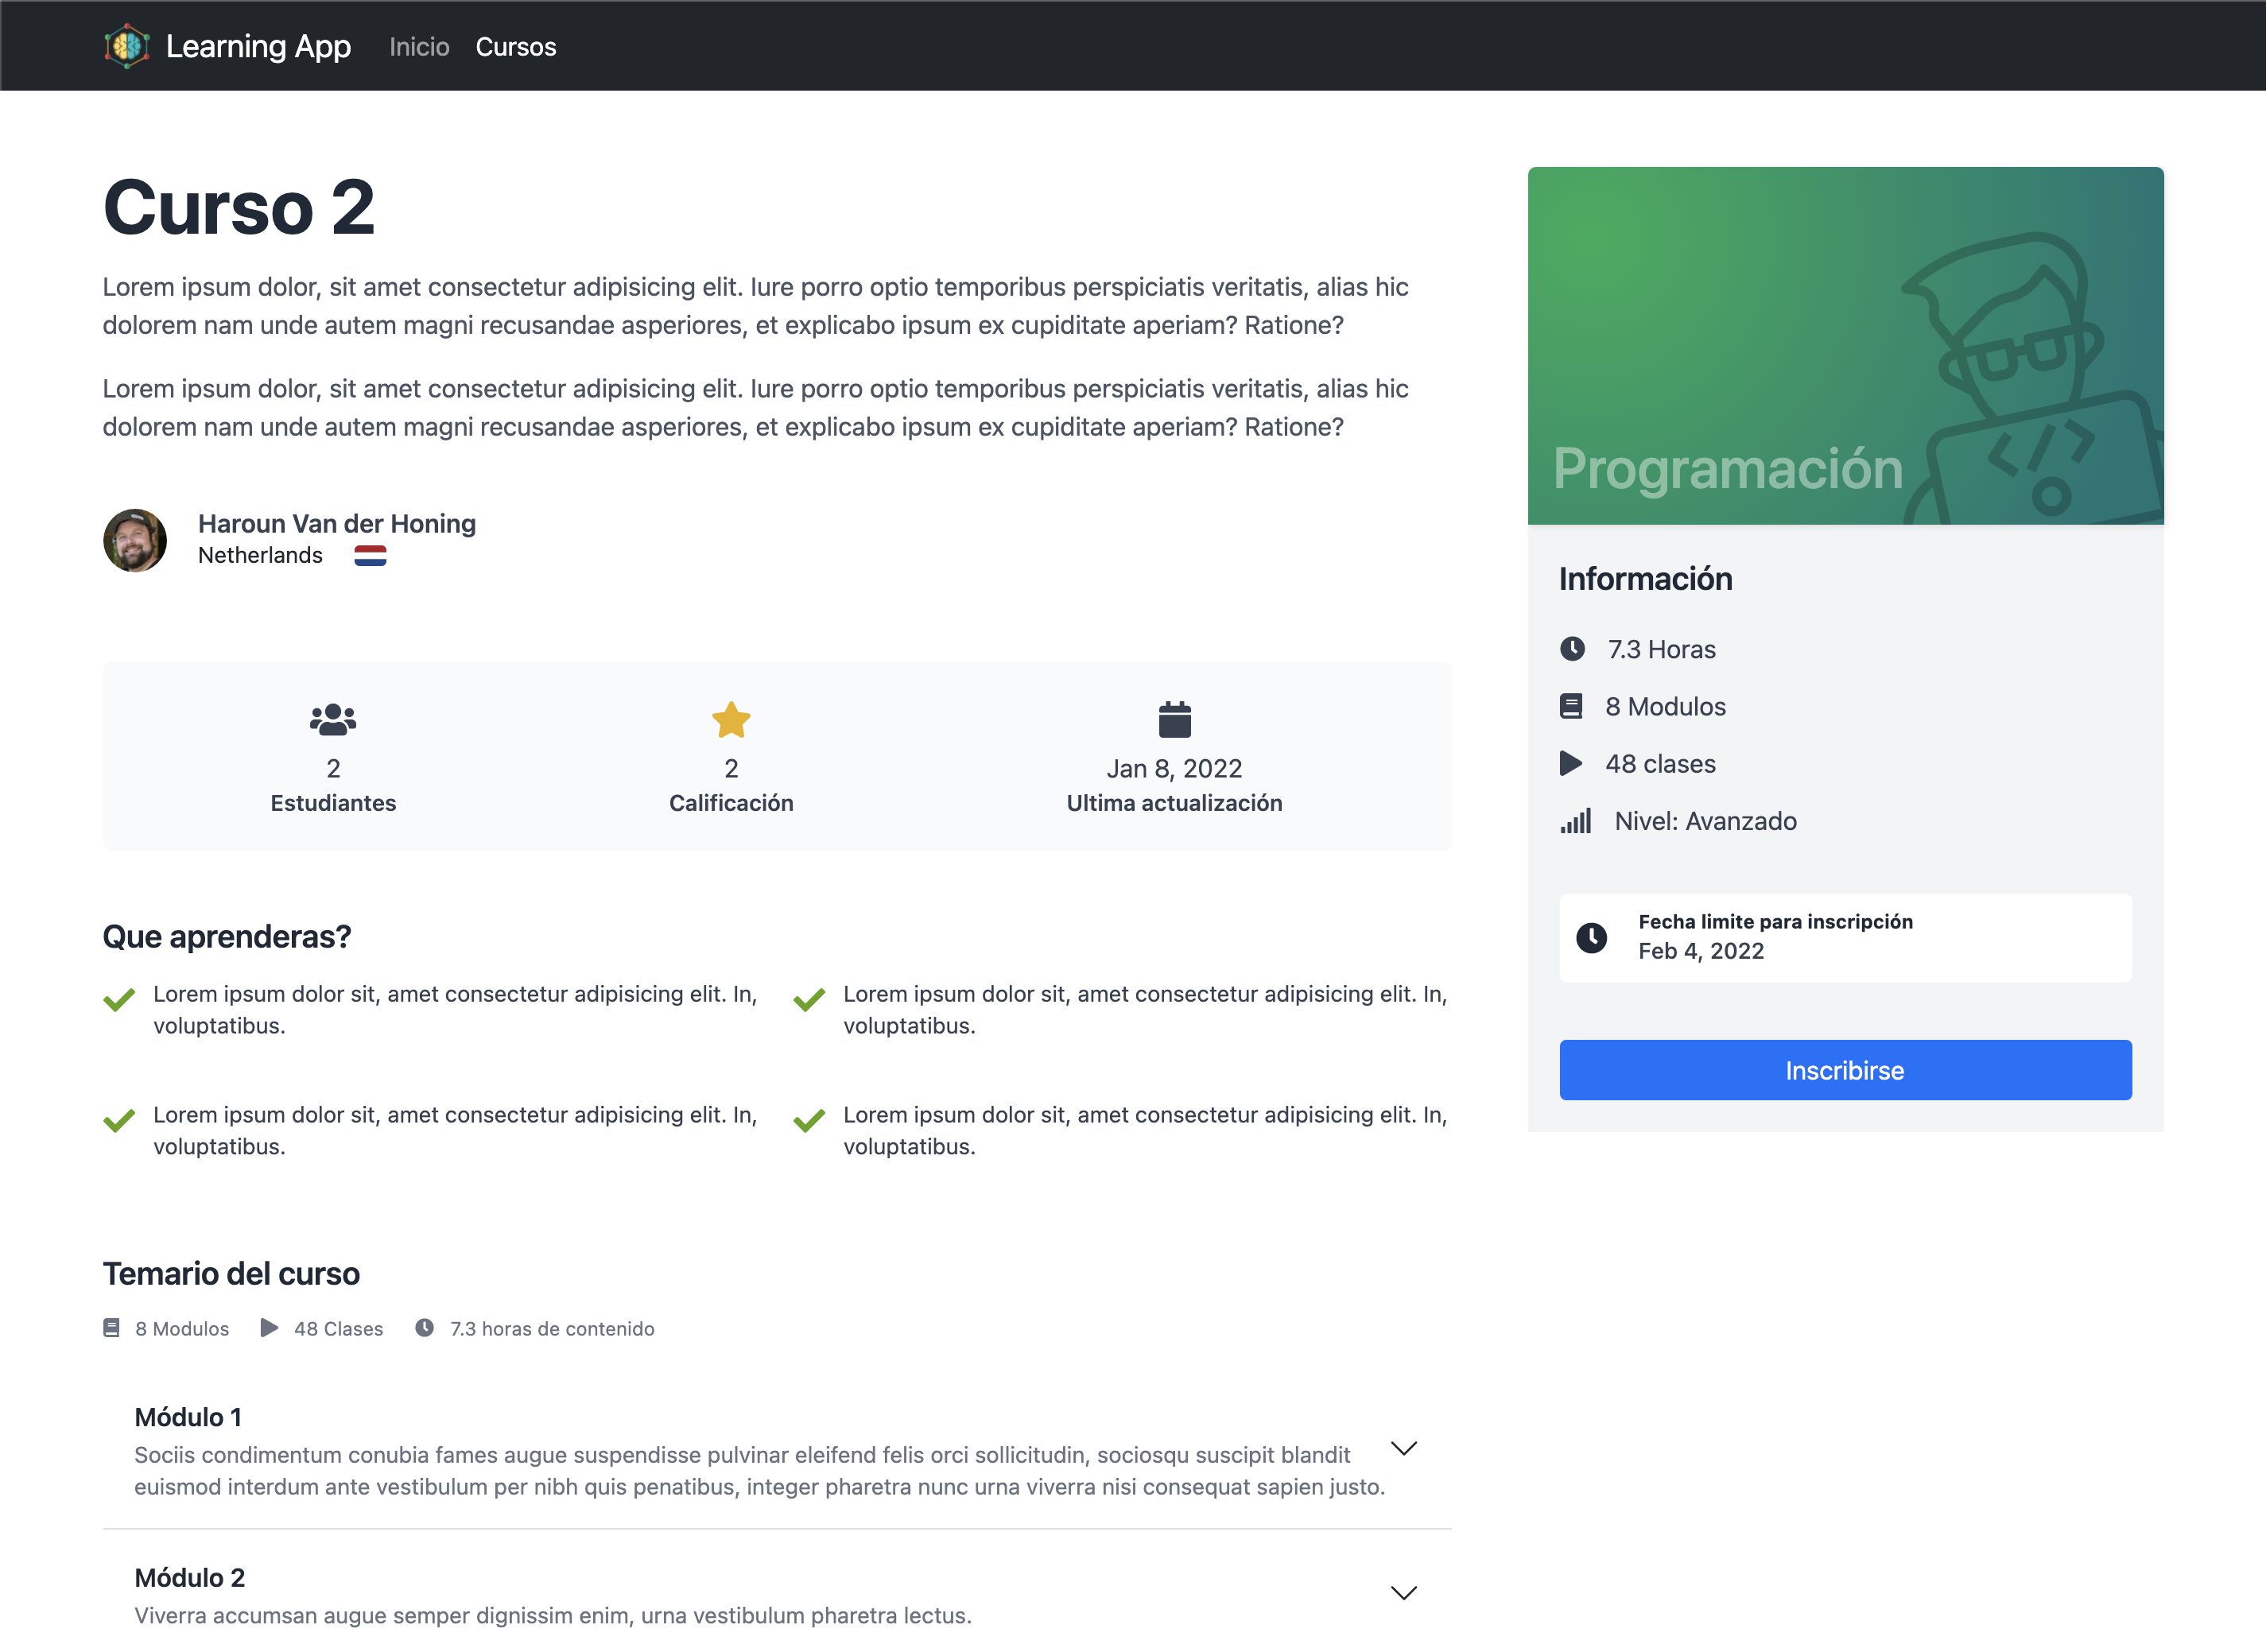 Learning App
Inicio
Cursos
Curso 2
Lorem ipsum dolor, sit amet consectetur adipisicing elit. Iure porro optio temporibus perspiciatis veritatis, alias hic
dolorem nam unde autem magni recusandae asperiores, et explicabo ipsum ex cupiditate aperiam? Ratione?
Lorem ipsum dolor, sit amet consectetur adipisicing elit. Iure porro optio temporibus perspiciatis veritatis, alias hic
dolorem nam unde autem magni recusandae asperiores, et explicabo ipsum ex cupiditate aperiam? Ratione?
Haroun Van der Honing
Netherlands
2
Estudiantes
2
Calificación
Jan 8, 2022
Ultima actualización
Que aprenderas?
Lorem ipsum dolor sit, amet consectetur adipisicing elit. In,
voluptatibus.
Lorem ipsum dolor sit, amet consectetur adipisicing elit. In,
voluptatibus.
Lorem ipsum dolor sit, amet consectetur adipisicing elit. In,
voluptatibus.
Lorem ipsum dolor sit, amet consectetur adipisicing elit. In,
voluptatibus.
Temario del curso
8 Modulos
48 Clases
7.3 horas de contenido
Módulo 1
Sociis condimentum conubia fames augue suspendisse pulvinar eleifend felis orci sollicitudin, sociosqu suscipit blandit
euismod interdum ante vestibulum per nibh quis penatibus, integer pharetra nunc urna viverra nisi consequat sapien justo.
Módulo 2
Viverra accumsan augue semper dignissim enim, urna vestibulum pharetra lectus.
Programación
</>
Información
7.3 Horas
8 Modulos
48 clases
Nivel: Avanzado
Fecha limite para inscripción
Feb 4, 2022
Inscribirse